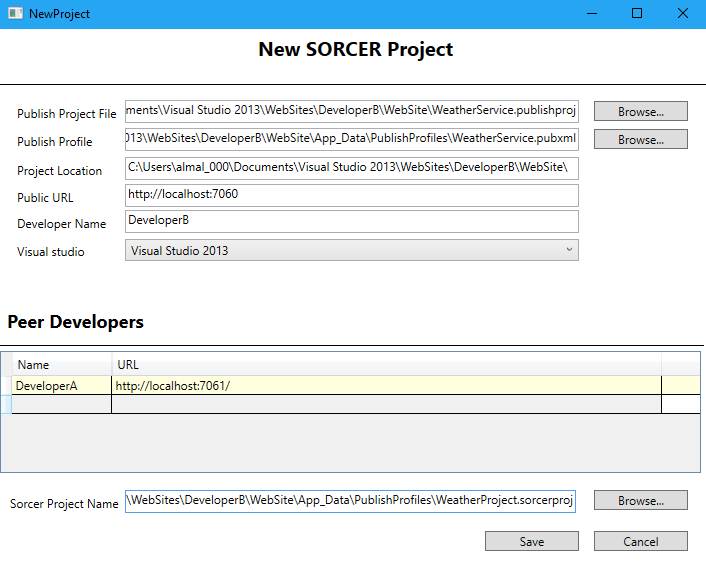 NewProject
New SORCER Project
Publish Project File ments\Visual Studio 2013\WebSites\DeveloperB\WebSite\WeatherService.publishproj Browse...
Publish Profile 013\WebSites\DeveloperB\WebSite\App_Data\PublishProfiles\WeatherService.pubxml Browse...
Project Location C:\Users\almal_000\Documents\Visual Studio 2013\WebSites\DeveloperB\WebSite\
Public URL http://localhost:7060
Developer Name DeveloperB
Visual studio Visual Studio 2013
Peer Developers
Name URL
DeveloperA http://localhost:7061/
Sorcer Project Name \WebSites\DeveloperB\WebSite\App_Data\PublishProfiles\WeatherProject.sorcerproj Browse...
Save Cancel